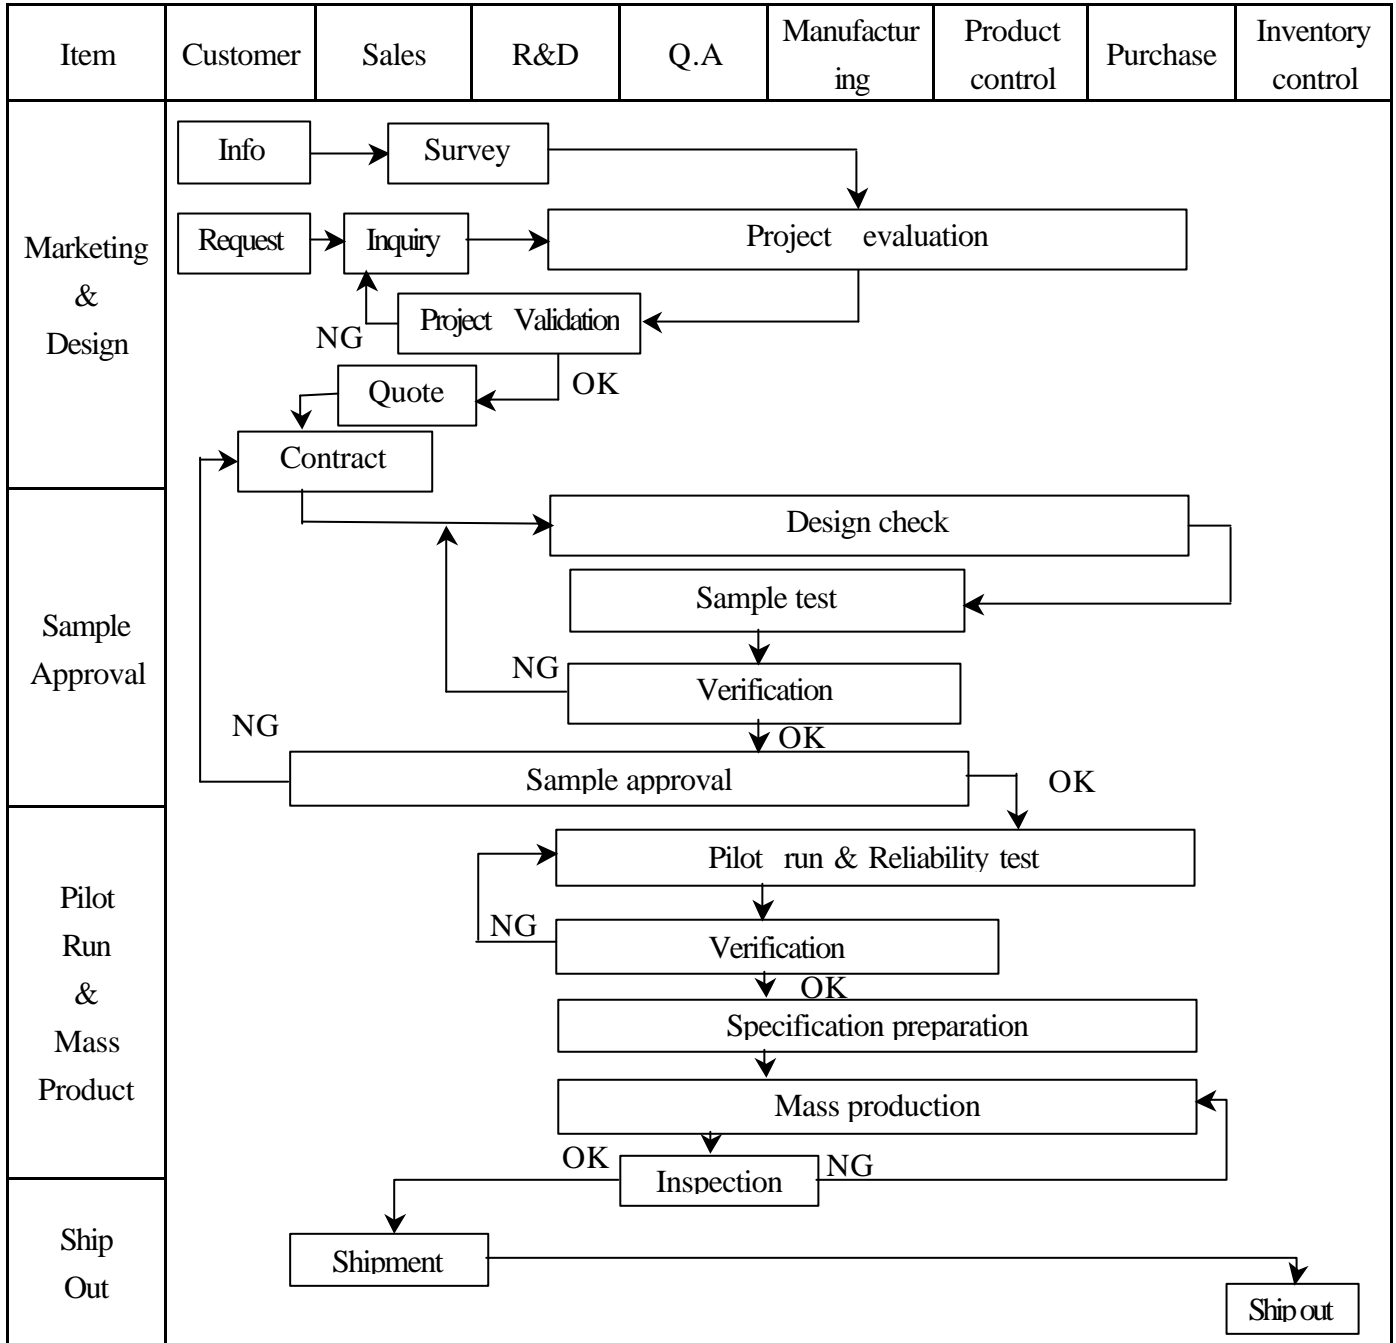 Item
Customer
Sales
R&D
Q.A
Manufactur
ing
Product
control
Purchase
Inventory
control
Marketing
&
Design
Info
Survey
Request
Inquiry
Project evaluation
NG
Project Validation
Quote
OK
Contract
Sample
Approval
Design check
Sample test
NG
Verification
NG
OK
Sample approval
OK
Pilot
Run
&
Mass
Product
Pilot run & Reliability test
NG
Verification
OK
Specification preparation
Mass production
OK
Inspection
NG
Ship
Out
Shipment
Ship out